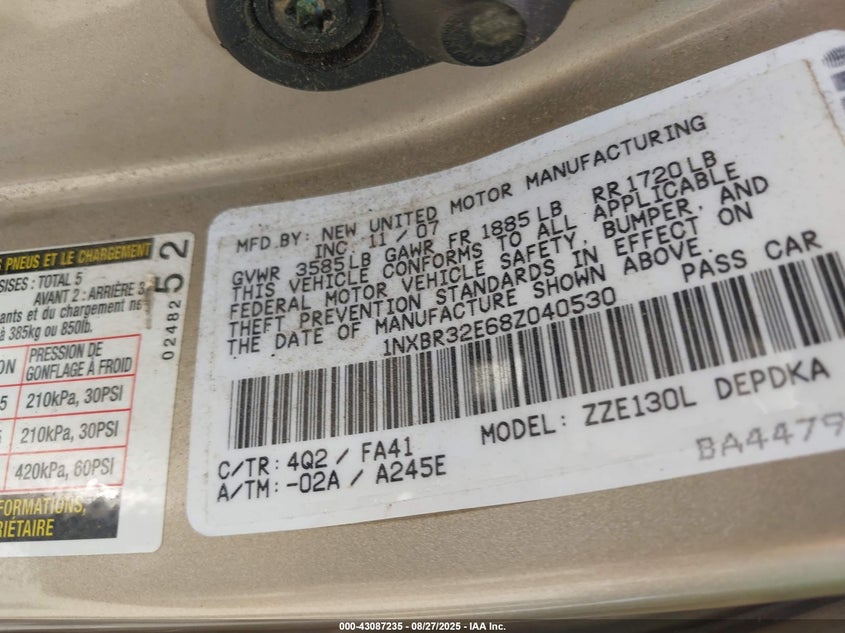 MFD.BY: NEW UNITED MOTOR MANUFACTURING
INC. 11/07
GVWR 3585LB GAWR FR 1885LB RR 1720LB
THIS VEHICLE CONFORMS TO ALL APPLICABLE
FEDERAL MOTOR VEHICLE SAFETY, BUMPER, AND
THEFT PREVENTION STANDARDS IN EFFECT ON
THE DATE OF MANUFACTURE SHOWN ABOVE.
1NXBR32E68Z040530 PASS CAR
MODEL: ZZE130L DEPDKA
C/TR: 4Q2 / FA41
A/TM: -02A / A245E
BA4479
PNEUS ET LE CHARGEMENT
: TOTAL 5
AVANT 2 : ARRIÈRE 3
et du chargement
à 385kg ou 850lb.
02482
52
PRESSION DE
GONFLAGE À FROID
210kPa, 30PSI
210kPa, 30PSI
420kPa, 60PSI
000-43087235 - 08/27/2025 - IAA Inc.